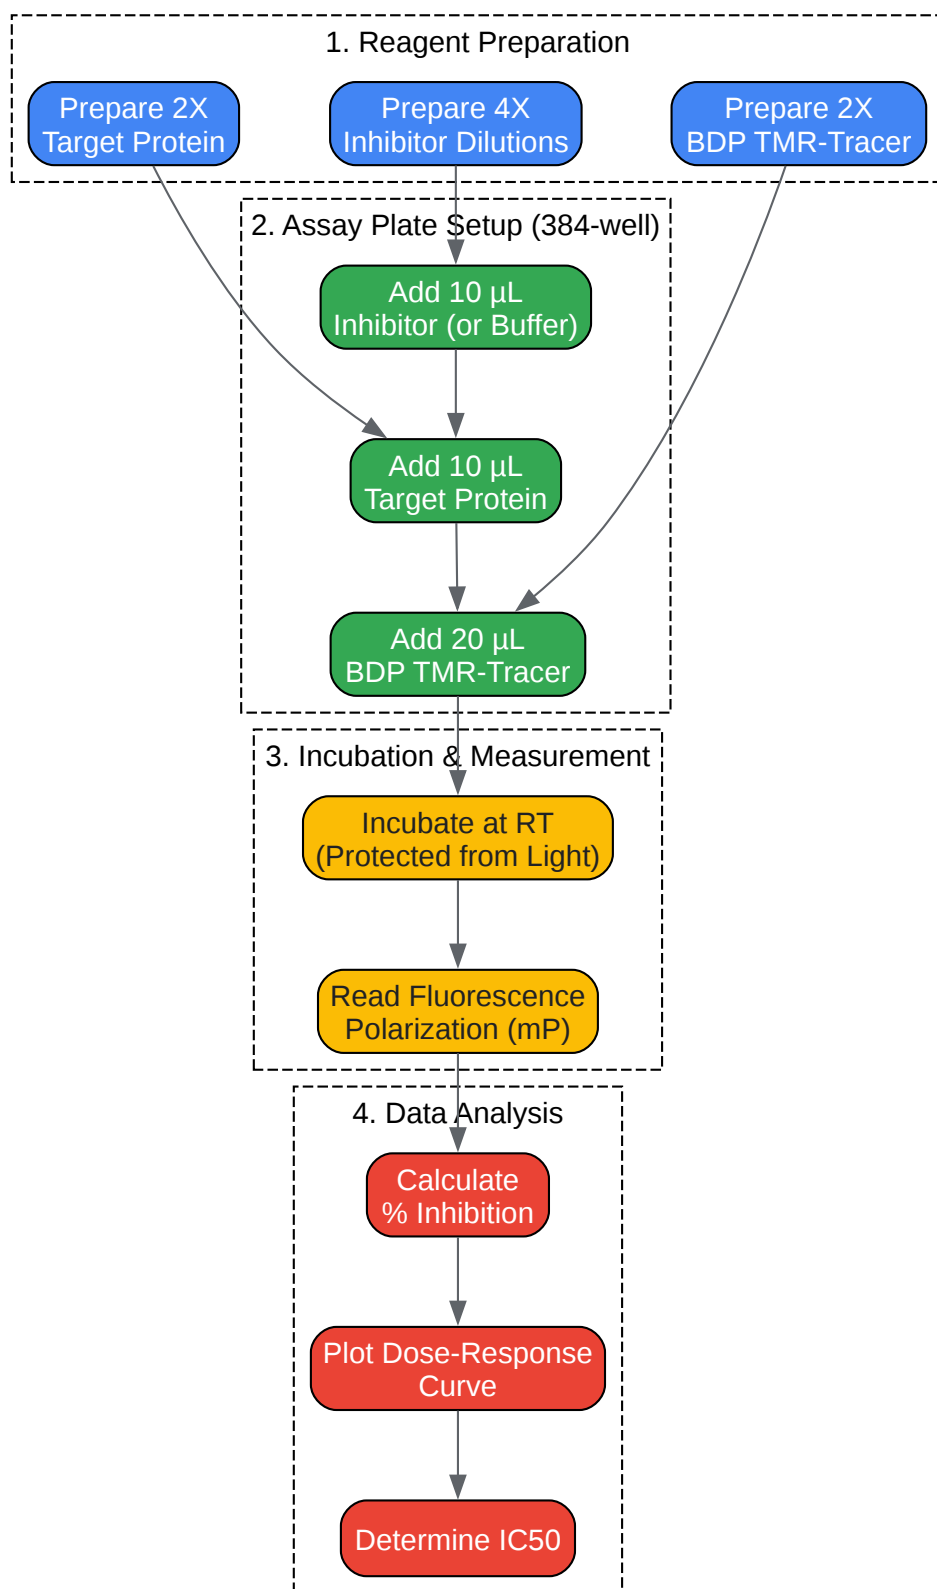 1. Reagent Preparation
Prepare 2X
Target Protein
Prepare 4X
Inhibitor Dilutions
Prepare 2X
BDP TMR-Tracer
2. Assay Plate Setup (384-well)
Add 10 µL
Inhibitor (or Buffer)
Add 10 µL
Target Protein
Add 20 µL
BDP TMR-Tracer
3. Incubation & Measurement
Incubate at RT
(Protected from Light)
Read Fluorescence
Polarization (mP)
4. Data Analysis
Calculate
% Inhibition
Plot Dose-Response
Curve
Determine IC50